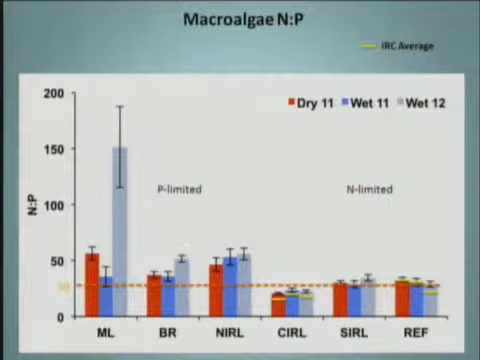 Macroalgae N:P
IRC Average
Dry 11 Wet 11 Wet 12
200
150
100
50
0
N:P
P-limited
N-limited
ML BR NIRL CIRL SIRL REF